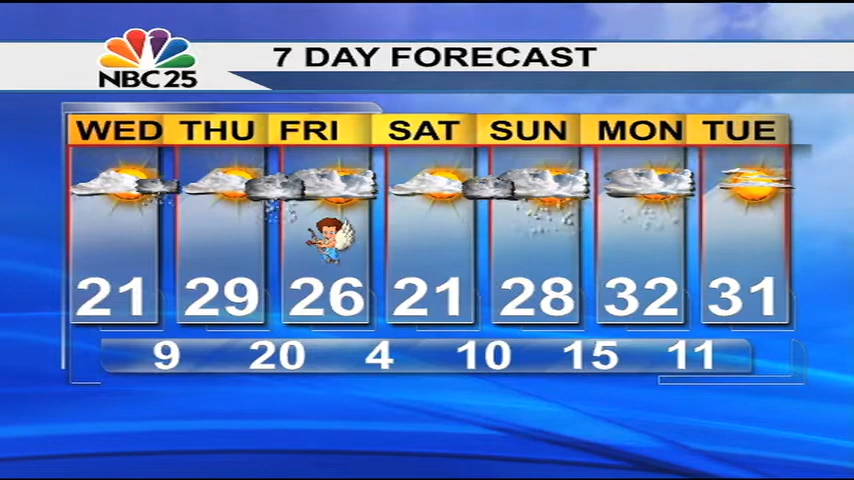 7 DAY FORECAST
NBC25
WED THU FRI SAT SUN MON TUE
21 29 26 21 28 32 31
9 20 4 10 15 11